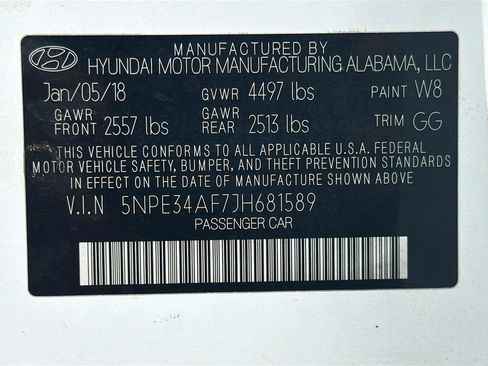 MANUFACTURED BY
HYUNDAI MOTOR MANUFACTURING ALABAMA, LLC
Jan/05/18 GVWR 4497 lbs PAINT W8
GAWR FRONT 2557 lbs GAWR REAR 2513 lbs TRIM GG
THIS VEHICLE CONFORMS TO ALL APPLICABLE U.S.A. FEDERAL
MOTOR VEHICLE SAFETY, BUMPER, AND THEFT PREVENTION STANDARDS
IN EFFECT ON THE DATE OF MANUFACTURE SHOWN ABOVE
V.I.N 5NPE34AF7JH681589
PASSENGER CAR